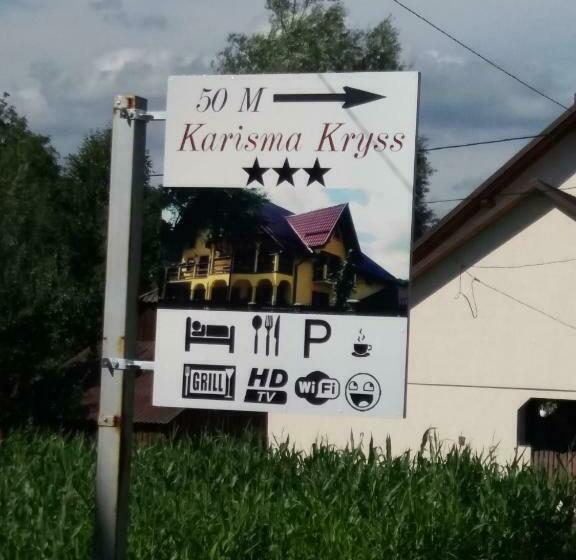 50 M
Karisma Kryss
P
GRILL HD TV WiFi